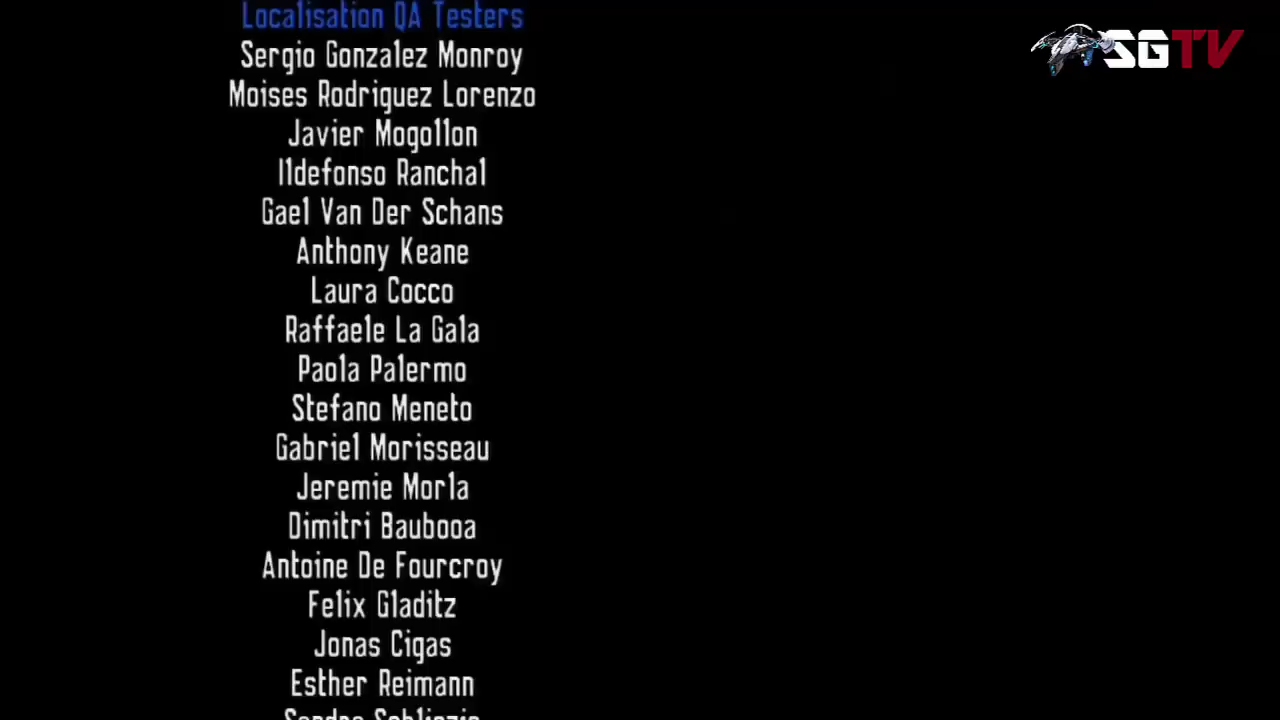 Localisation QA Testers
SGTV
Sergio Gonzalez Monroy
Moises Rodriguez Lorenzo
Javier Mogollon
Ildefonso Ranchal
Gael Van Der Schans
Anthony Keane
Laura Cocco
Raffaele La Gala
Paola Palermo
Stefano Meneto
Gabriel Morisseau
Jeremie Morla
Dimitri Baubooa
Antoine De Fourcroy
Felix Gladitz
Jonas Cigas
Esther Reimann